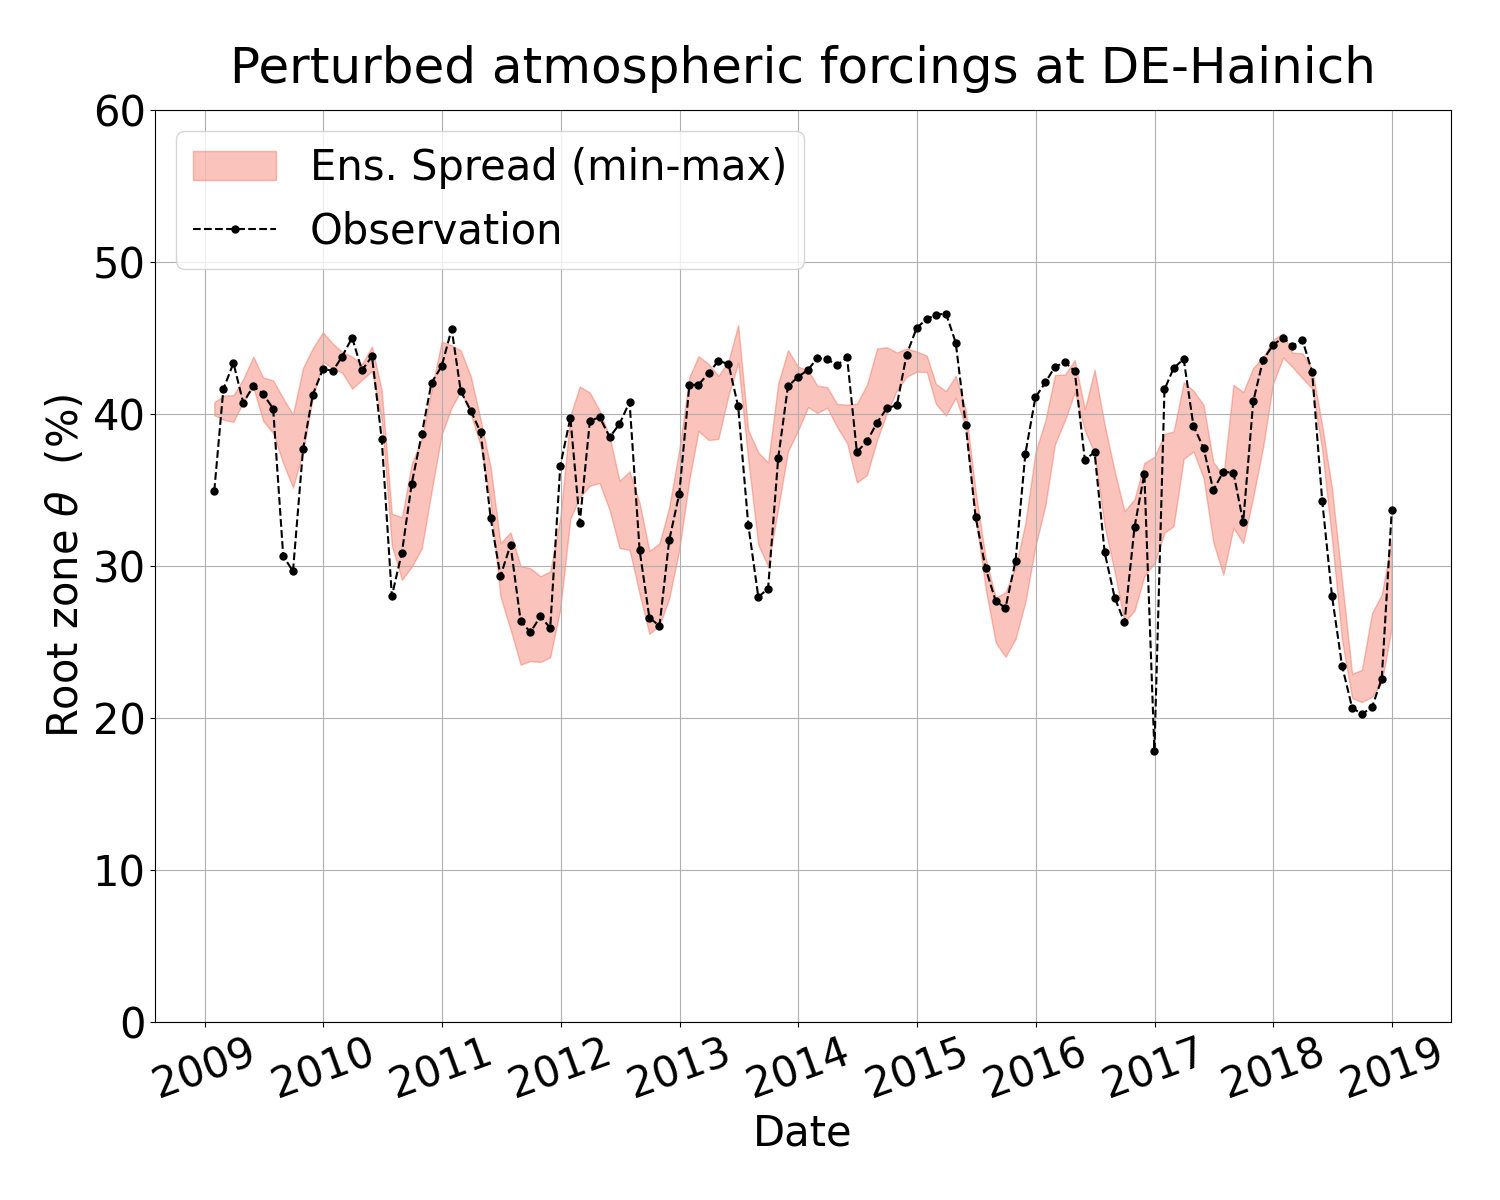 Perturbed atmospheric forcings at DE-Hainich
Ens. Spread (min-max)
Observation
Root zone θ (%)
60
50
40
30
20
10
0
2009 2010 2011 2012 2013 2014 2015 2016 2017 2018 2019
Date